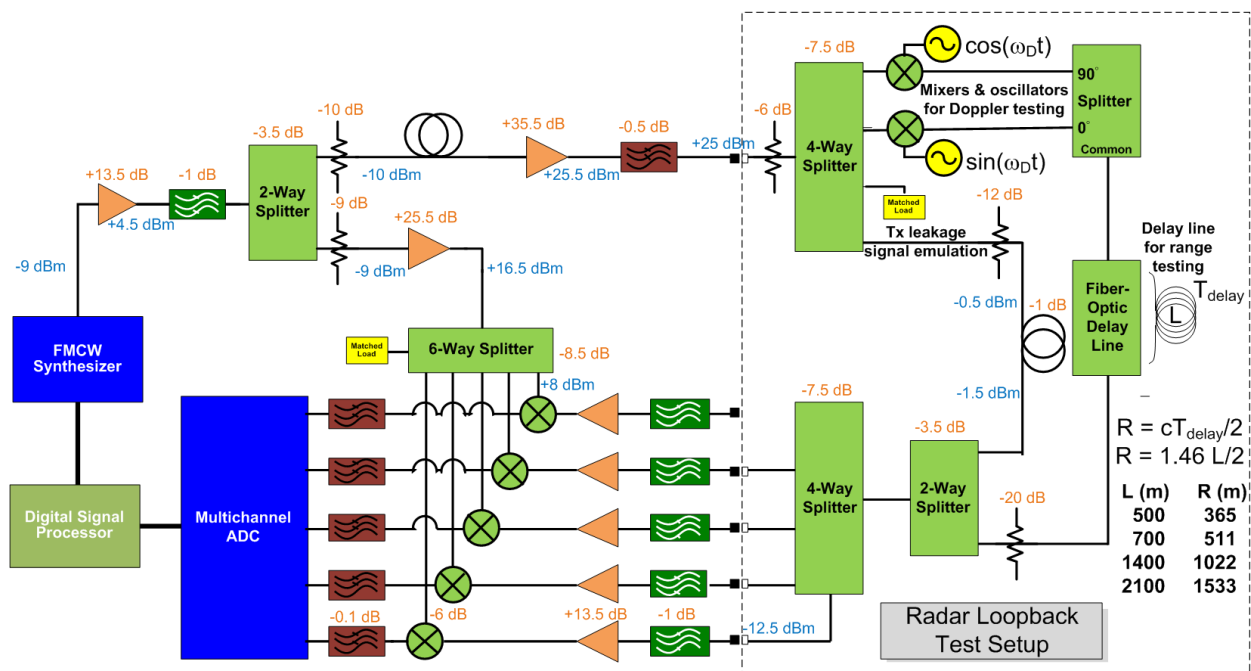 -7.5 dB
cos(ωDt)
-10 dB
-6 dB
90°
Mixers & oscillators
for Doppler testing
Splitter
-3.5 dB
+35.5 dB
-0.5 dB
+25 dBm
4-Way
Splitter
0°
Common
+13.5 dB
-1 dB
2-Way
Splitter
-10 dBm
+25.5 dBm
sin(ωDt)
+4.5 dBm
-9 dB
+25.5 dB
Matched
Load
-12 dB
Tx leakage
signal emulation
Delay line
for range
testing
-9 dBm
-9 dBm
+16.5 dBm
-0.5 dBm
-1 dB
Fiber-
Optic
Delay
Line
L
Tdelay
FMCW
Synthesizer
Matched
Load
6-Way Splitter
-8.5 dB
+8 dBm
-7.5 dB
-1.5 dBm
-3.5 dB
R = cTdelay/2
R = 1.46 L/2
Digital Signal
Processor
Multichannel
ADC
4-Way
Splitter
2-Way
Splitter
-20 dB
L (m) R (m)
500 365
700 511
1400 1022
2100 1533
-0.1 dB
-6 dB
+13.5 dB
-1 dB
-12.5 dBm
Radar Loopback
Test Setup